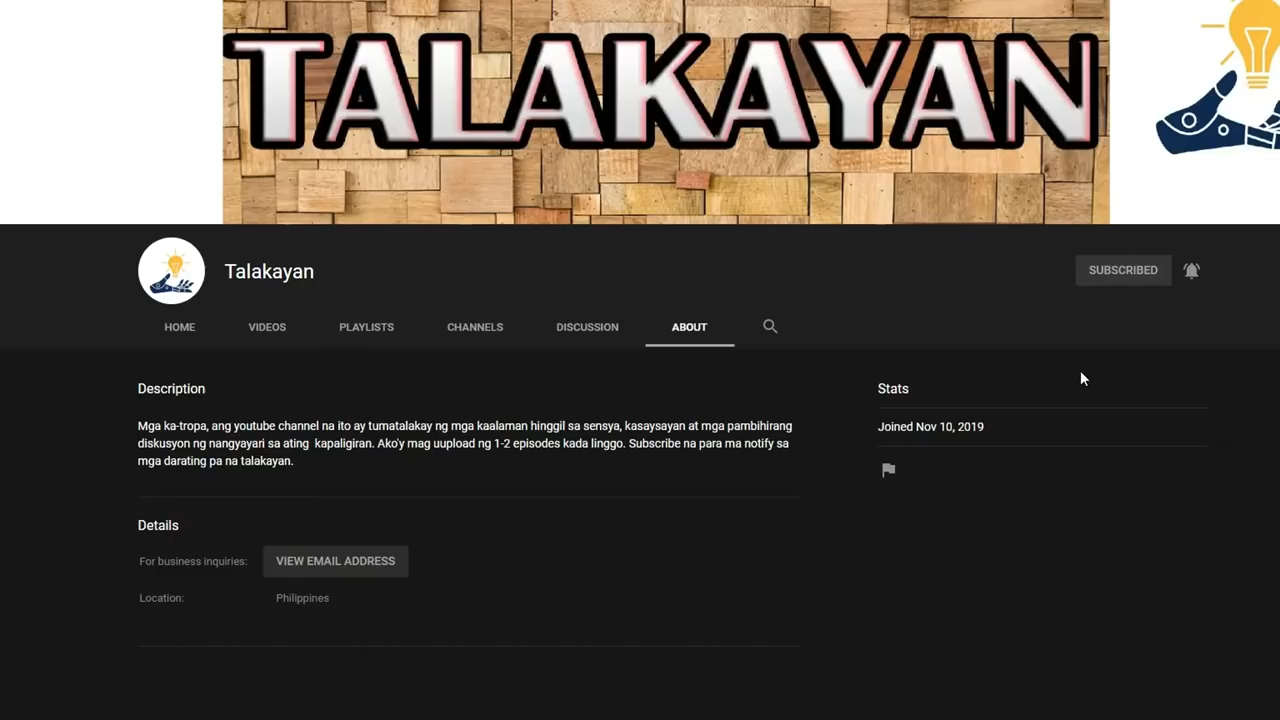 TALAKAYAN
Talakayan
SUBSCRIBED
HOME VIDEOS PLAYLISTS CHANNELS DISCUSSION ABOUT
Description
Mga ka-tropa, ang youtube channel na ito ay tumatalakay ng mga kaalaman hinggil sa sensya, kasaysayan at mga pambihirang
diskusyon ng nangyayari sa ating kapaligiran. Ako'y mag uupload ng 1-2 episodes kada linggo. Subscribe na para ma notify sa
mga darating pa na talakayan.
Stats
Joined Nov 10, 2019
Details
For business inquiries: VIEW EMAIL ADDRESS
Location: Philippines